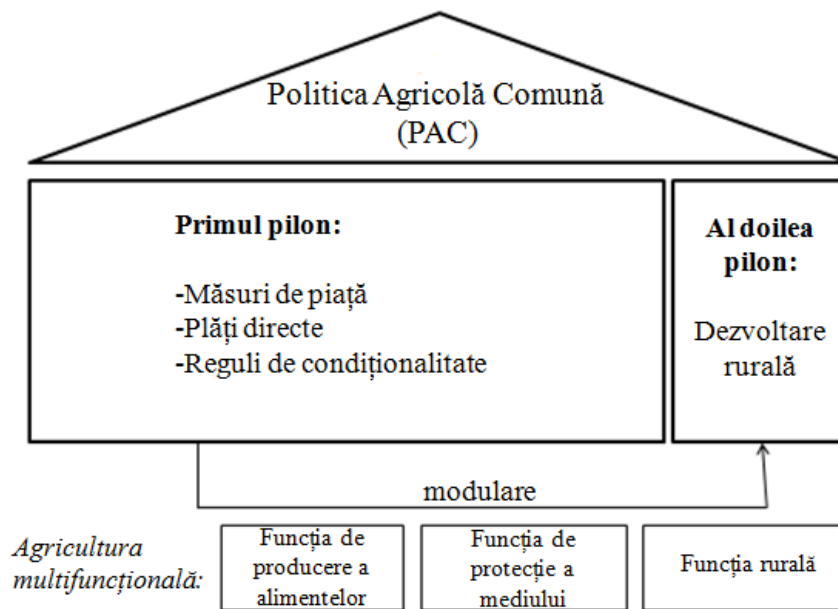 Politica Agricolă Comună
(PAC)
Primul pilon:
-Măsuri de piață
-Plăți directe
-Reguli de condiționalitate
Al doilea
pilon:
Dezvoltare
rurală
modulare
Agricultura
multifuncțională:
Funcția de
producere a
alimentelor
Funcția de
protecție a
mediului
Funcția rurală